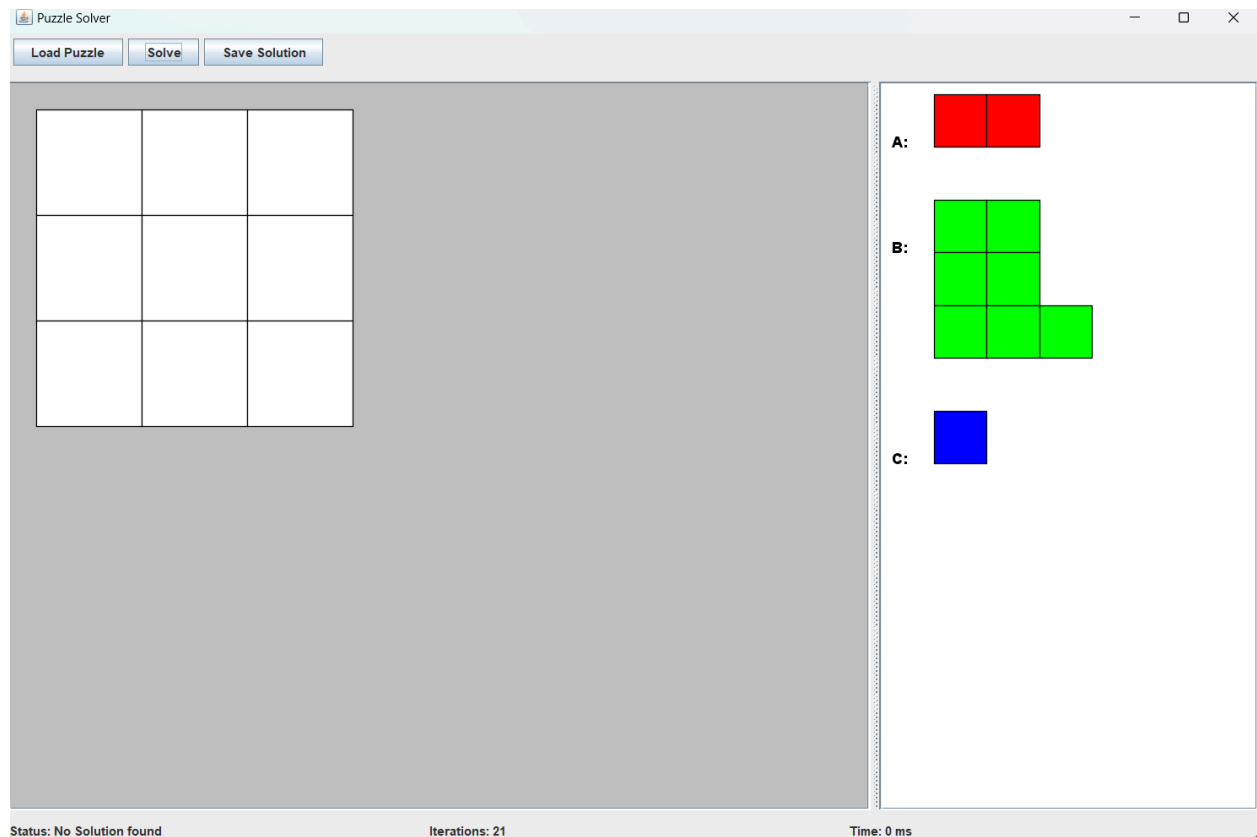 Puzzle Solver
Load Puzzle Solve Save Solution
A:
B:
C:
Status: No Solution found Iterations: 21 Time: 0 ms